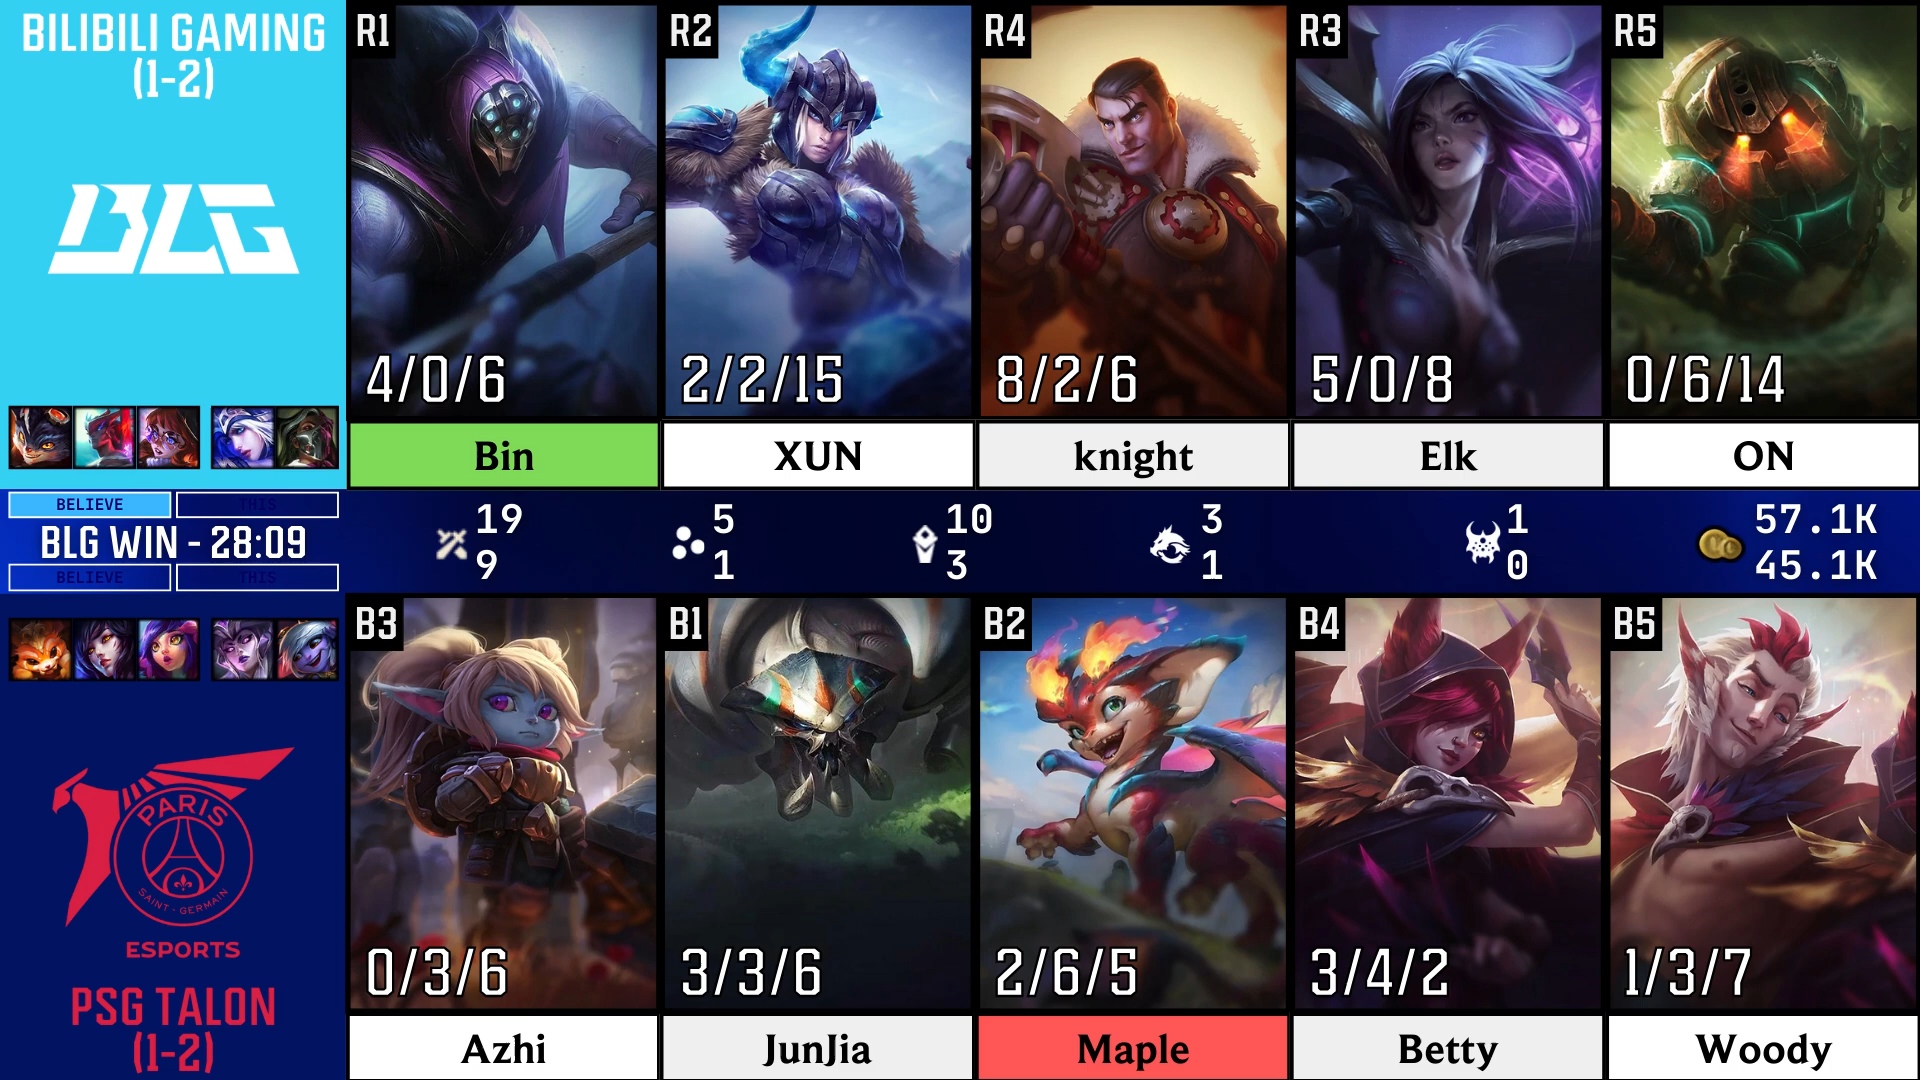 BILIBILI GAMING
(1-2)
BLG
R1
R2
R4
R3
R5
4/0/6
2/2/15
8/2/6
5/0/8
0/6/14
Bin
XUN
knight
Elk
ON
BELIEVE
THIS
BLG WIN - 28:09
BELIEVE
THIS
19
9
5
1
10
3
3
1
1
0
57.1K
45.1K
B3
B1
B2
B4
B5
PARIS
SAINT-GERMAIN
ESPORTS
PSG TALON
(1-2)
0/3/6
3/3/6
2/6/5
3/4/2
1/3/7
Azhi
JunJia
Maple
Betty
Woody